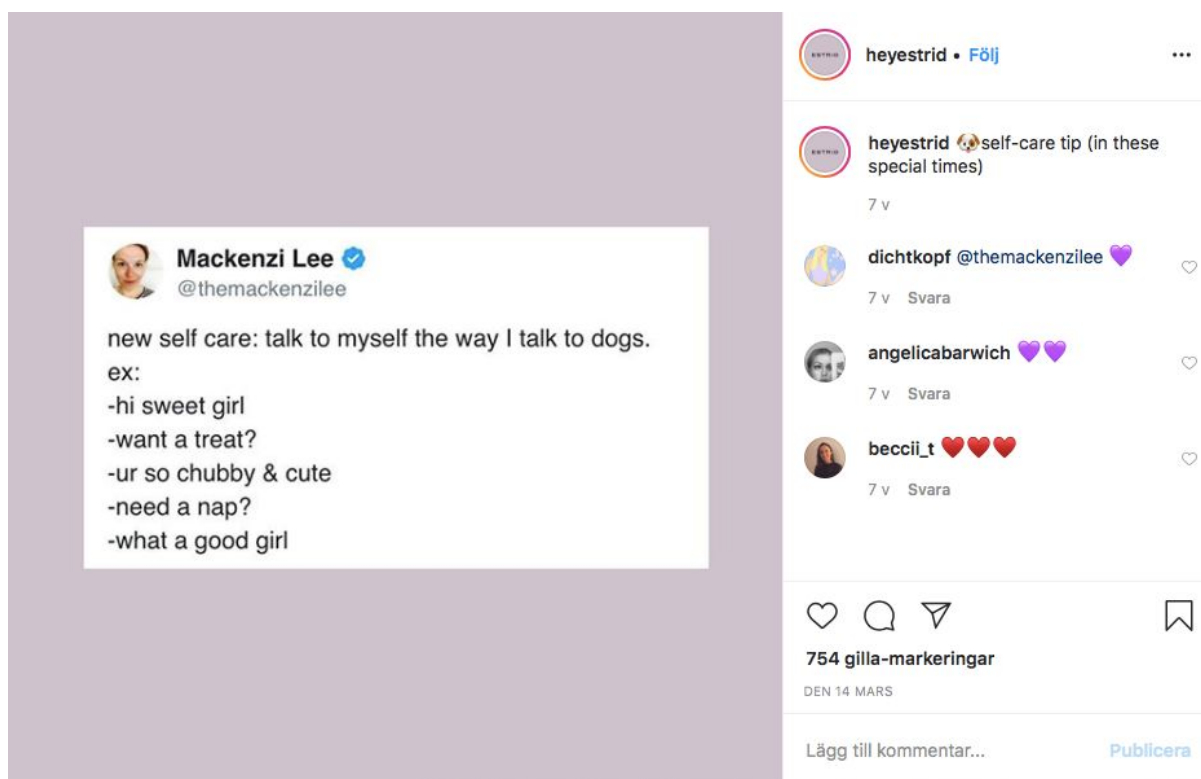 Mackenzi Lee
@themackenzilee
new self care: talk to myself the way I talk to dogs.
ex:
-hi sweet girl
-want a treat?
-ur so chubby & cute
-need a nap?
-what a good girl
ESTRID
heyestrid • Följ
ESTRID
heyestrid 🐶self-care tip (in these
special times)
7 v
dichtkopf @themackenzilee 💜
7 v Svara
angelicabarwich 💜💜
7 v Svara
beccii_t ❤️❤️❤️
7 v Svara
754 gilla-markeringar
DEN 14 MARS
Lägg till kommentar... Publicera